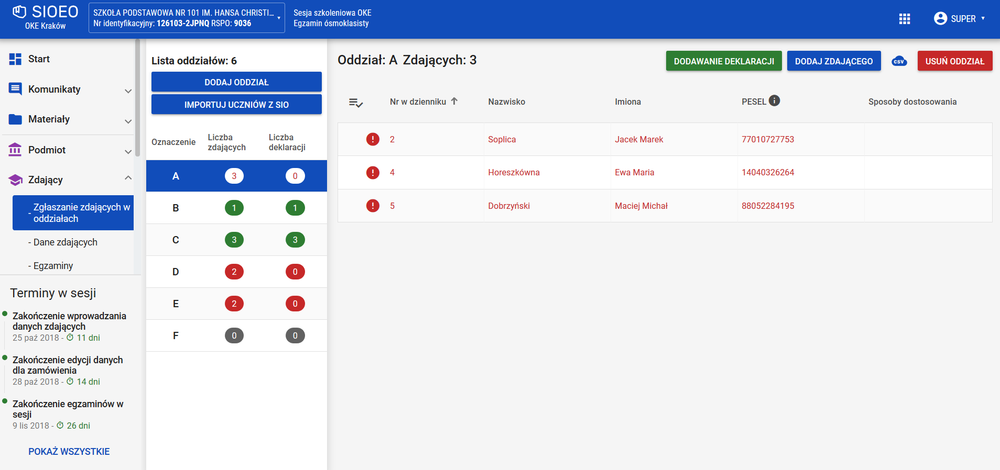 SIOEO
OKE Kraków
SZKOŁA PODSTAWOWA NR 101 IM. HANSA CHRISTI...
Nr identyfikacyjny: 126103-2JPNQ RSPO: 9036
Sesja szkoleniowa OKE
Egzamin ósmoklasisty
SUPER
Start
Komunikaty
Materiały
Podmiot
Zdający
- Zgłaszanie zdających w
oddziałach
- Dane zdających
- Egzaminy
Terminy w sesji
Zakończenie wprowadzania
danych zdających
25 paź 2018 - 11 dni
Zakończenie edycji danych
dla zamówienia
28 paź 2018 - 14 dni
Zakończenie egzaminów w
sesji
9 lis 2018 - 26 dni
POKAŻ WSZYSTKIE
Lista oddziałów: 6
DODAJ ODDZIAŁ
IMPORTUJ UCZNIÓW Z SIO
Oznaczenie Liczba zdających Liczba deklaracji
A 3 0
B 1 1
C 3 3
D 2 0
E 2 0
F 0 0
Oddział: A Zdających: 3
DODAWANIE DEKLARACJI
DODAJ ZDAJĄCEGO
CSV
USUŃ ODDZIAŁ
Nr w dzienniku Nazwisko Imiona PESEL Sposoby dostosowania
2 Soplica Jacek Marek 77010727753
4 Horeszkówna Ewa Maria 14040326264
5 Dobrzyński Maciej Michał 88052284195